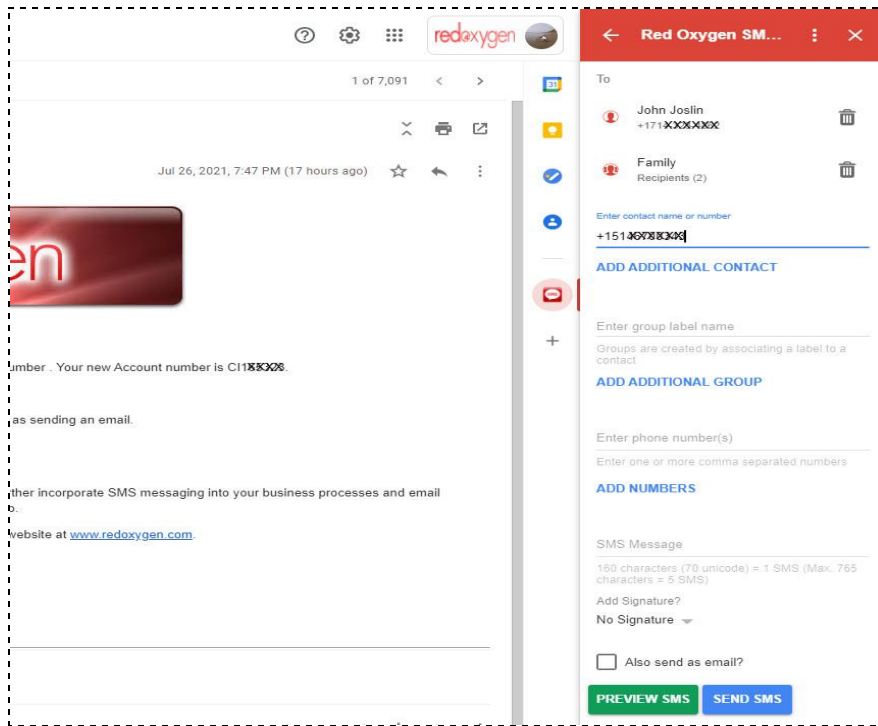 redoxygen
1 of 7,091
Jul 26, 2021, 7:47 PM (17 hours ago)
en
umber . Your new Account number is CI1
as sending an email.
ther incorporate SMS messaging into your business processes and email
o.
website at www.redoxygen.com.
31
SMS
Red Oxygen SM...
To
John Joslin
+171
Family
Recipients (2)
Enter contact name or number
+151
ADD ADDITIONAL CONTACT
Enter group label name
Groups are created by associating a label to a
contact
ADD ADDITIONAL GROUP
Enter phone number(s)
Enter one or more comma separated numbers
ADD NUMBERS
SMS Message
160 characters (70 unicode) = 1 SMS (Max. 765
characters = 5 SMS)
Add Signature?
No Signature
Also send as email?
PREVIEW SMS
SEND SMS